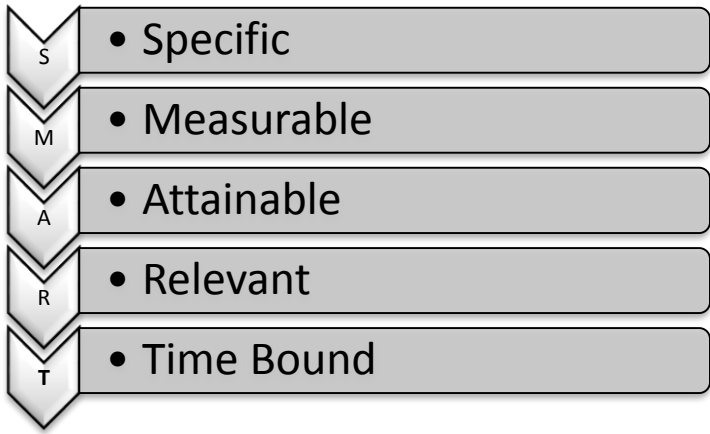 S • Specific
M • Measurable
A • Attainable
R • Relevant
T • Time Bound